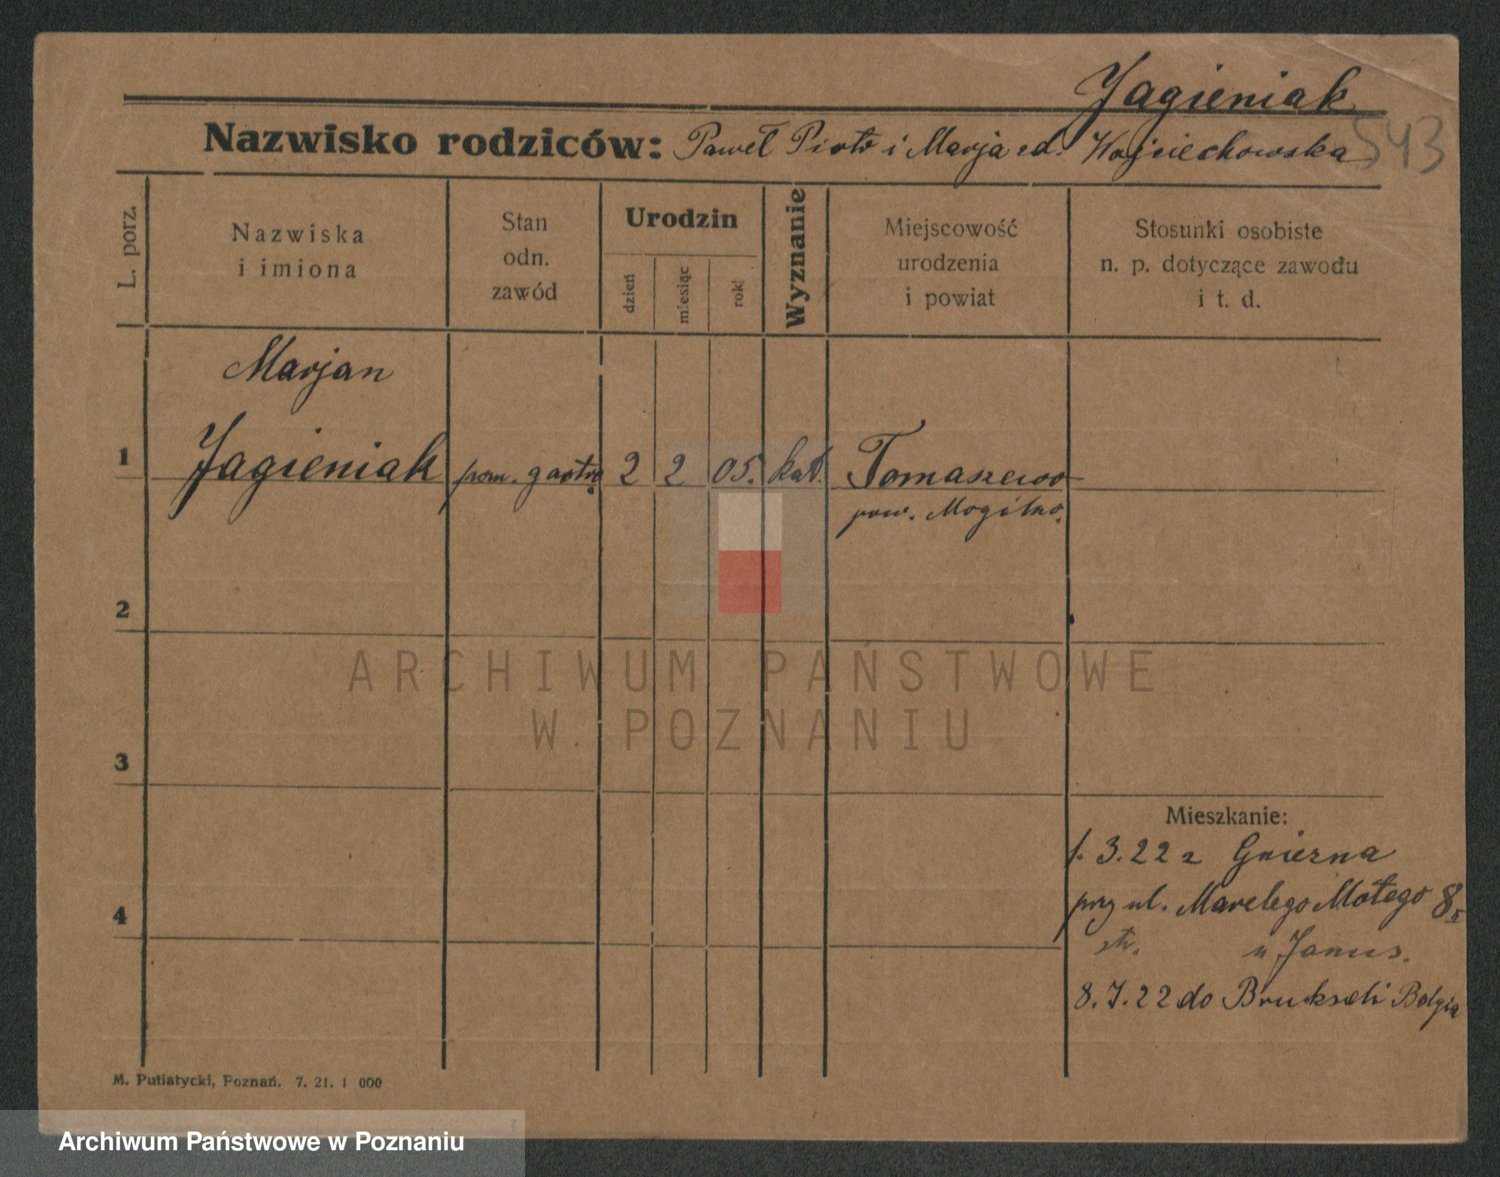 Jagieniak
543
Nazwisko rodziców: Paweł Piotr i Marja zd. Wojciechowska
L. porz.
Nazwiska
i imiona
Stan
odn.
zawód
Urodzin
dzień
miesiąc
rok
Wyznanie
Miejscowość
urodzenia
i powiat
Stosunki osobiste
n. p. dotyczące zawodu
i t. d.
Marjan
1 Jagieniak pom. gastr. 2 2 05. kat. Tomaszewo
pow. Mogilno.
2
ARCHIWUM PAŃSTWOWE
W POZNANIU
3
Mieszkanie:
1. 3. 22 z Gniezna
przy ul. 8
u Janus.
4
8. 7. 22 do Brukseli Belgia
M. Putiatycki, Poznań. 7. 21. 1 000
Archiwum Państwowe w Poznaniu